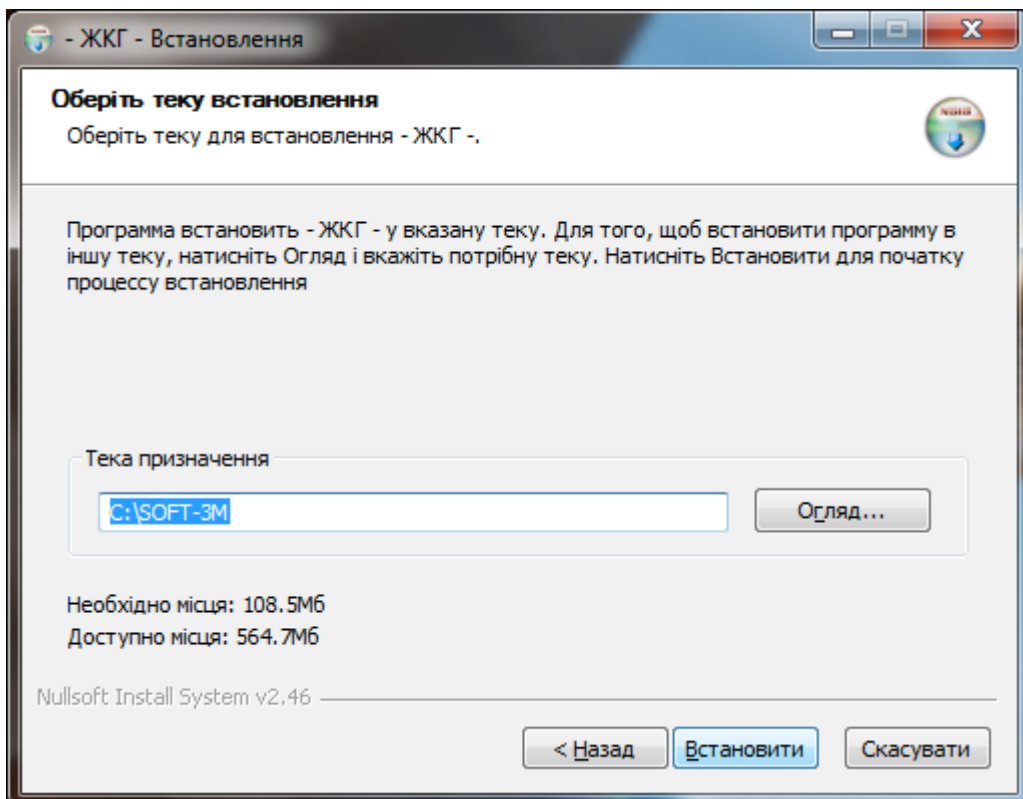 - ЖКГ - Встановлення
Оберіть теку встановлення
Оберіть теку для встановлення - ЖКГ -.
Программа встановить - ЖКГ - у вказану теку. Для того, щоб встановити программу в
іншу теку, натисніть Огляд і вкажіть потрібну теку. Натисніть Встановити для початку
процессу встановлення
Тека призначення
C:\SOFT-3M
Огляд...
Необхідно місця: 108.5Мб
Доступно місця: 564.7Мб
Nullsoft Install System v2.46
< Назад
Встановити
Скасувати